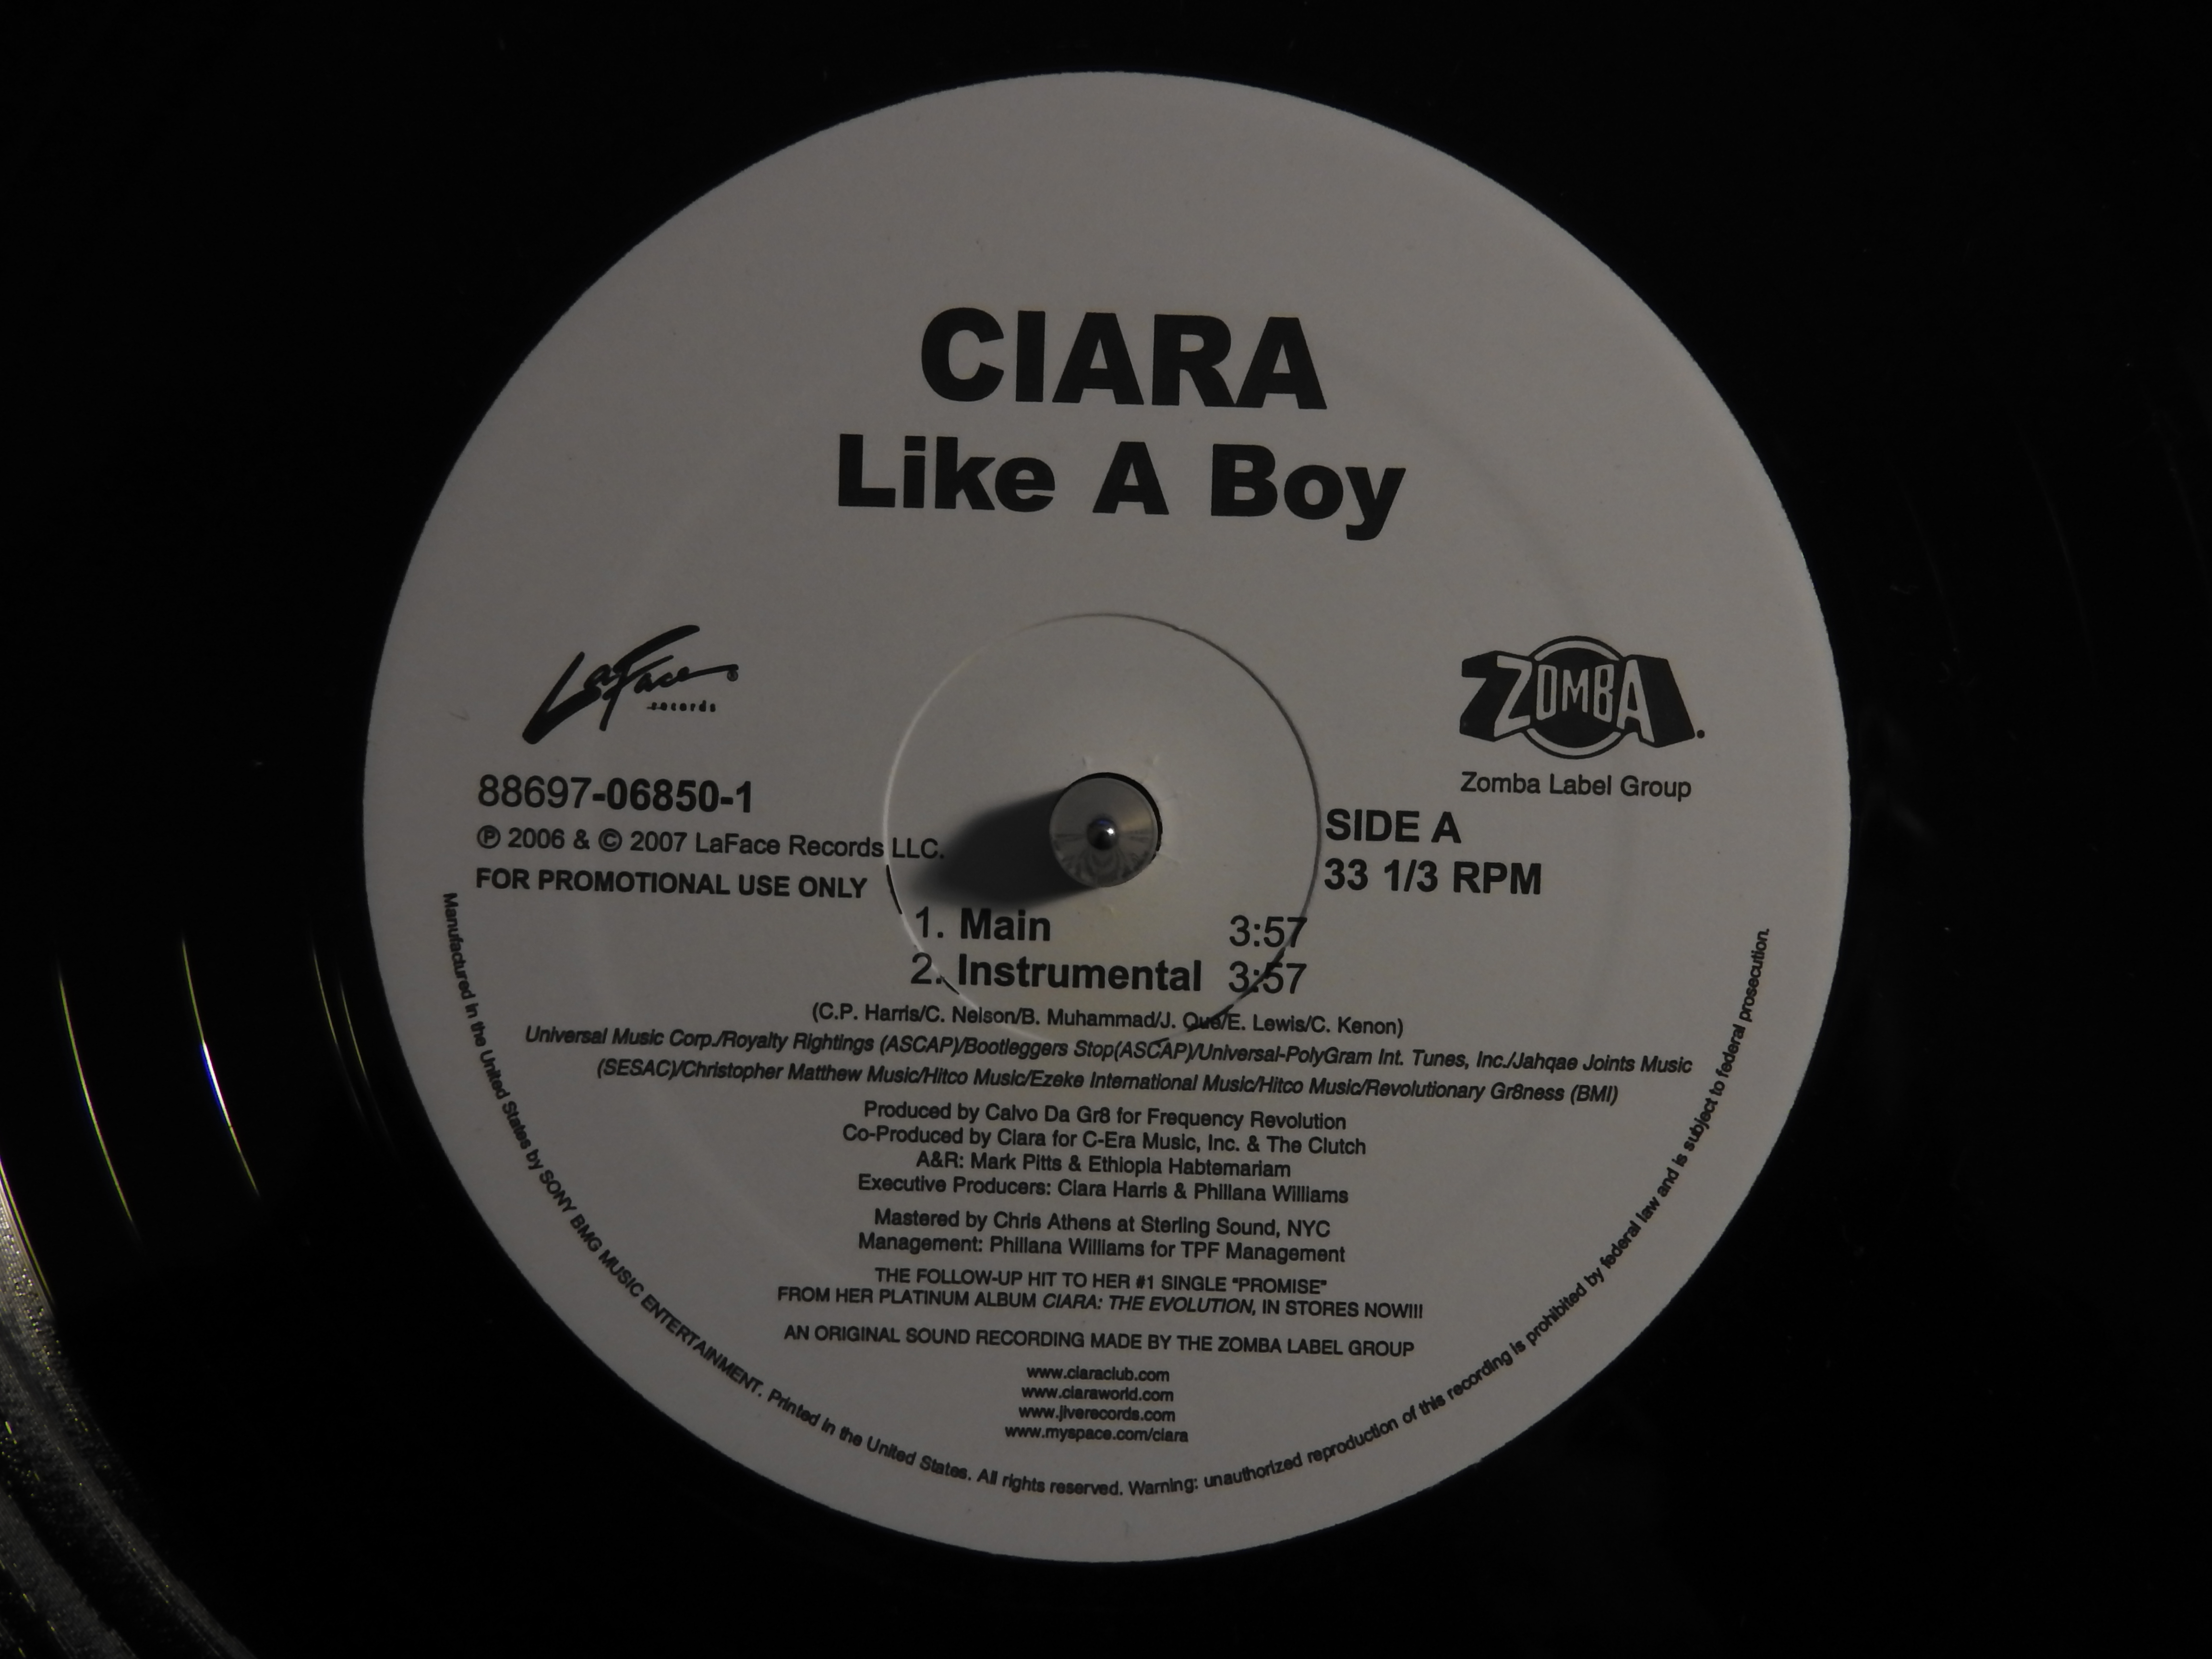 CIARA
Like A Boy
LaFace®
records
ZOMBA
Zomba Label Group
88697-06850-1
℗ 2006 & © 2007 LaFace Records LLC.
FOR PROMOTIONAL USE ONLY
SIDE A
33 1/3 RPM
1. Main 3:57
2. Instrumental 3:57
(C.P. Harris/C. Nelson/B. Muhammad/J. Que/E. Lewis/C. Kenon)
Universal Music Corp./Royalty Rightings (ASCAP)/Bootleggers Stop(ASCAP)/Universal-PolyGram Int. Tunes, Inc./Jahqae Joints Music
(SESAC)/Christopher Matthew Music/Hitco Music/Ezeke International Music/Hitco Music/Revolutionary Gr8ness (BMI)
Produced by Calvo Da Gr8 for Frequency Revolution
Co-Produced by Ciara for C-Era Music, Inc. & The Clutch
A&R: Mark Pitts & Ethiopia Habtemariam
Executive Producers: Ciara Harris & Phillana Williams
Mastered by Chris Athens at Sterling Sound, NYC
Management: Phillana Williams for TPF Management
THE FOLLOW-UP HIT TO HER #1 SINGLE "PROMISE"
FROM HER PLATINUM ALBUM CIARA: THE EVOLUTION, IN STORES NOW!!!
AN ORIGINAL SOUND RECORDING MADE BY THE ZOMBA LABEL GROUP
www.ciaraclub.com
www.ciaraworld.com
www.jiverecords.com
www.myspace.com/ciara
Manufactured in the United States by SONY BMG MUSIC ENTERTAINMENT. Printed in the United States. All rights reserved. Warning: unauthorized reproduction of this recording is prohibited by federal law and is subject to federal prosecution.